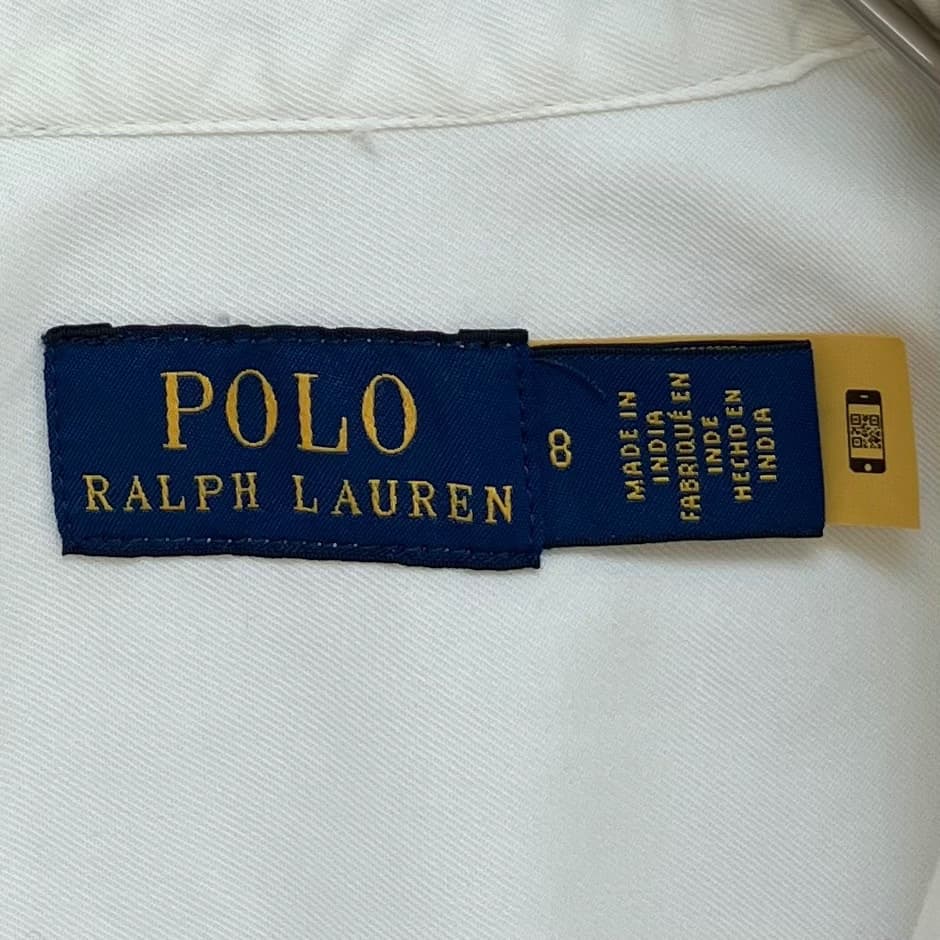 POLO
RALPH LAUREN
8
MADE IN
INDIA
FABRIQUÉ EN
INDE
HECHO EN
INDIA